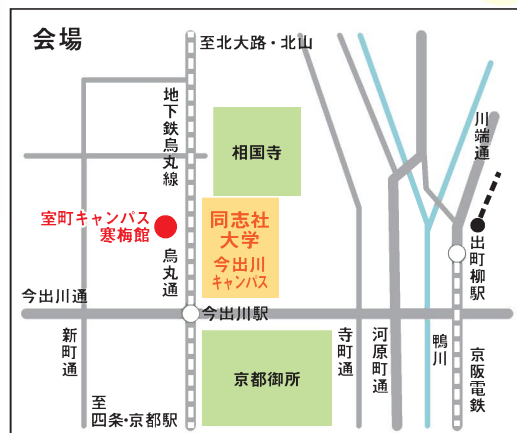 会場
至北大路・北山
地下鉄烏丸線
相国寺
川端通
室町キャンパス
寒梅館
同志社
大学
今出川
キャンパス
烏丸通
出町柳駅
今出川通
今出川駅
新町通
寺町通
河原町通
鴨川
京阪電鉄
京都御所
至
四条・京都駅